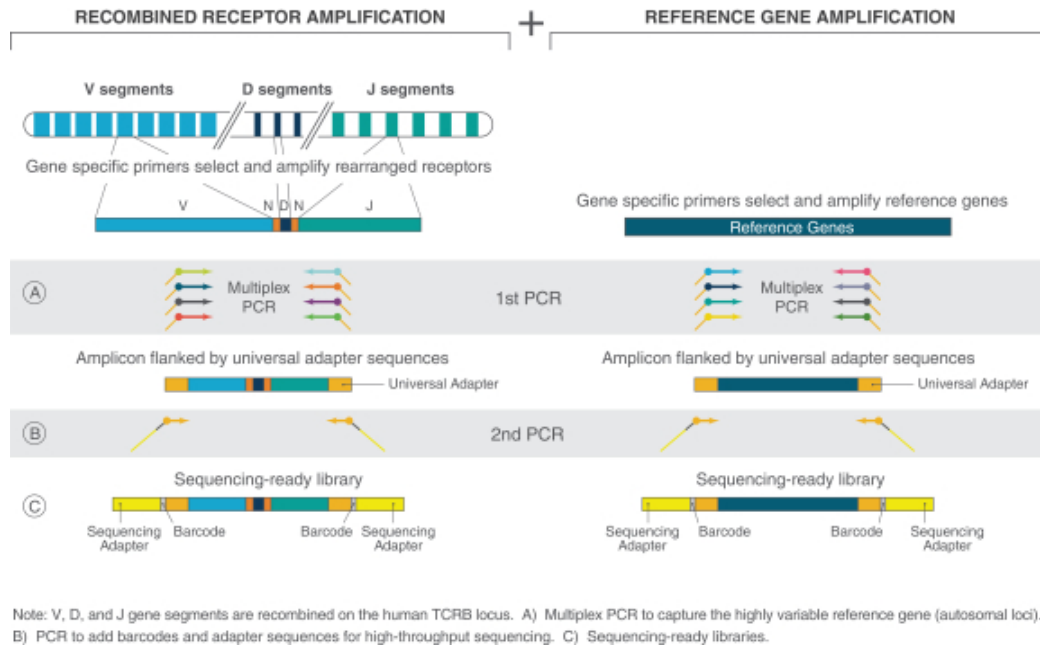 RECOMBINED RECEPTOR AMPLIFICATION + REFERENCE GENE AMPLIFICATION
V segments D segments J segments
Gene specific primers select and amplify rearranged receptors
V N D N J
Gene specific primers select and amplify reference genes
Reference Genes
A Multiplex PCR 1st PCR Multiplex PCR
Amplicon flanked by universal adapter sequences Amplicon flanked by universal adapter sequences
Universal Adapter Universal Adapter
B 2nd PCR
Sequencing-ready library Sequencing-ready library
C
Sequencing Adapter Barcode Barcode Sequencing Adapter Sequencing Adapter Barcode Barcode Sequencing Adapter
Note: V, D, and J gene segments are recombined on the human TCRB locus. A) Multiplex PCR to capture the highly variable reference gene (autosomal loci).
B) PCR to add barcodes and adapter sequences for high-throughput sequencing. C) Sequencing-ready libraries.